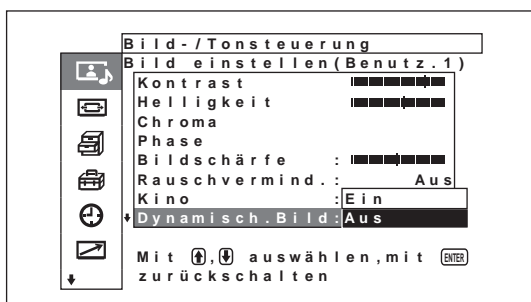 Bild-/Tonsteuerung
Bild einstellen(Benutz.1)
Kontrast
Helligkeit
Chroma
Phase
Bildschärfe :
Rauschvermind.: Aus
Kino :Ein
Dynamisch.Bild:Aus
Mit ↑,↓ auswählen,mit ENTER
zurückschalten